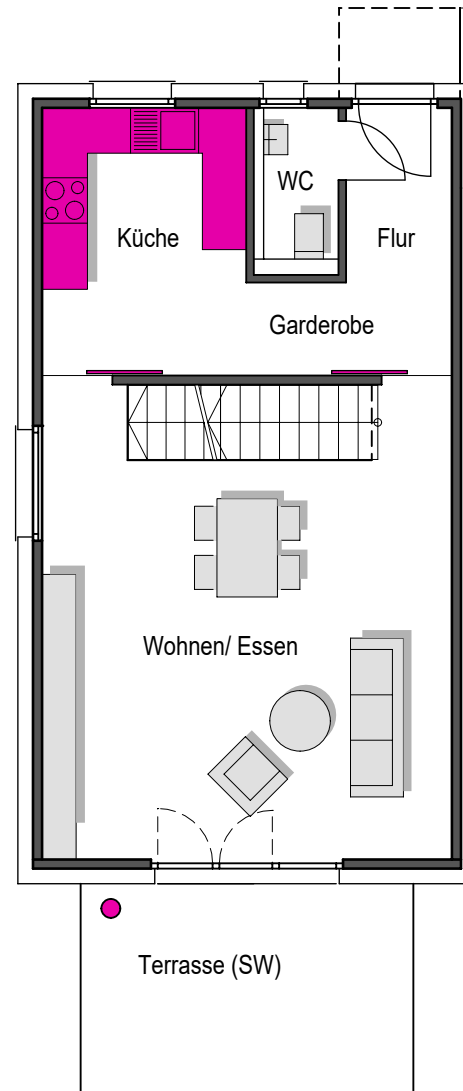 WC
Küche
Flur
Garderobe
Wohnen/ Essen
Terrasse (SW)